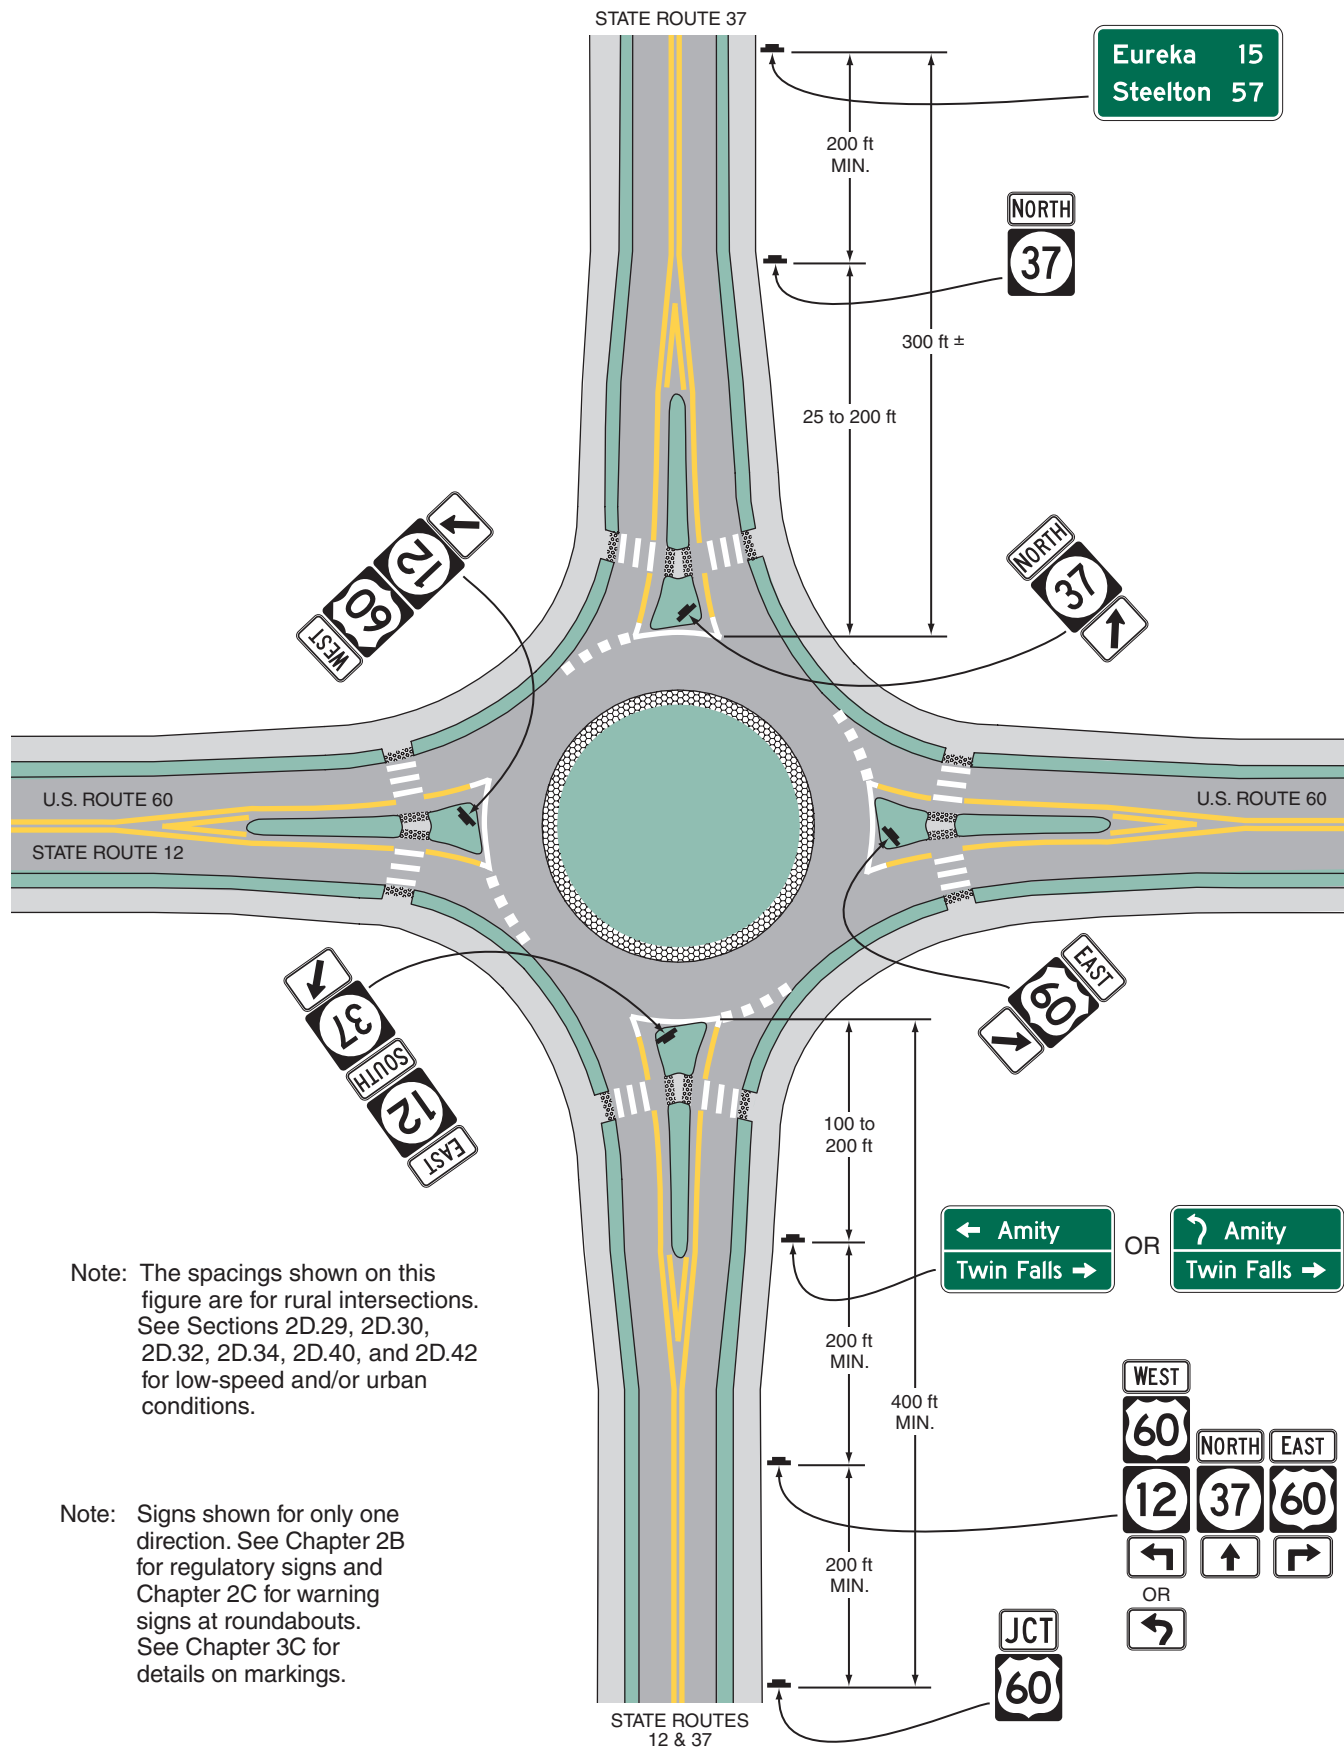 STATE ROUTE 37
Eureka 15
Steelton 57
200 ft
MIN.
NORTH
37
300 ft ±
25 to 200 ft
12
60
WEST
NORTH
37
U.S. ROUTE 60
STATE ROUTE 12
U.S. ROUTE 60
37
SOUTH
12
EAST
EAST
60
100 to
200 ft
← Amity
Twin Falls →
OR
Amity
Twin Falls →
Note: The spacings shown on this
figure are for rural intersections.
See Sections 2D.29, 2D.30,
2D.32, 2D.34, 2D.40, and 2D.42
for low-speed and/or urban
conditions.
200 ft
MIN.
400 ft
MIN.
WEST
60
NORTH
EAST
12
37
60
OR
Note: Signs shown for only one
direction. See Chapter 2B
for regulatory signs and
Chapter 2C for warning
signs at roundabouts.
See Chapter 3C for
details on markings.
200 ft
MIN.
JCT
60
STATE ROUTES
12 & 37